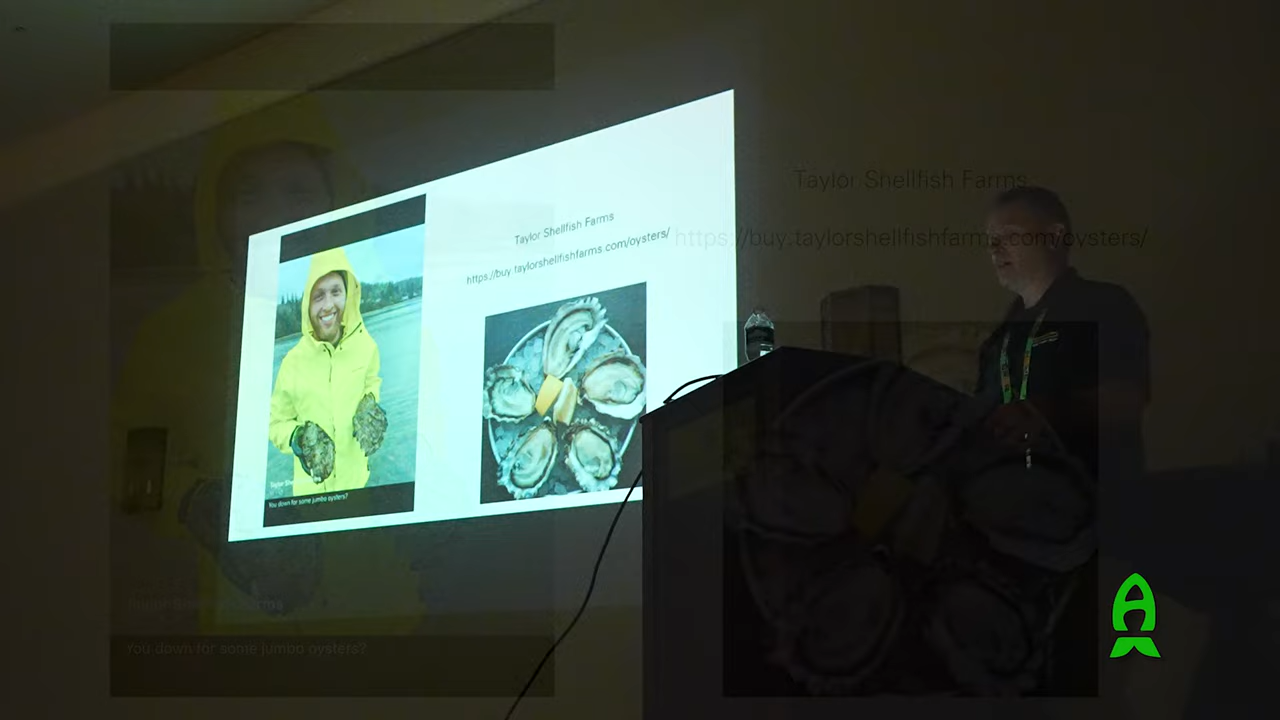 Taylor Shellfish Farms
https://buy.taylorshellfishfarms.com/oysters/
You down for some jumbo oysters?
Taylor Shellfish Farms
https://buy.taylorshellfishfarms.com/oysters/
Farms
You down for some jumbo oysters?